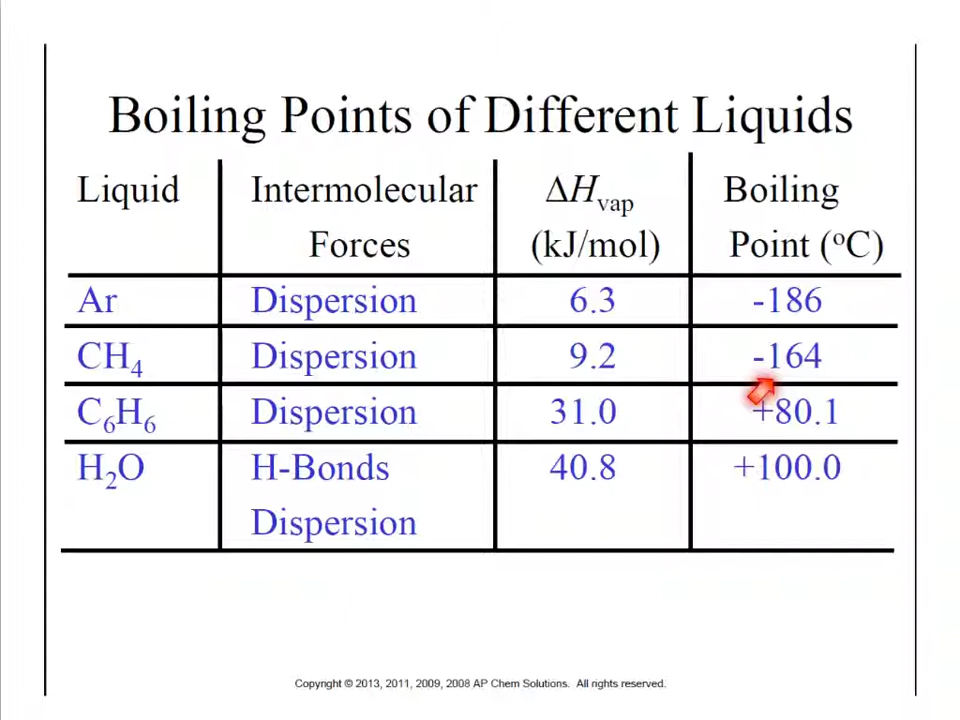 Boiling Points of Different Liquids
Liquid Intermolecular Forces ΔHvap (kJ/mol) Boiling Point (°C)
Ar Dispersion 6.3 -186
CH4 Dispersion 9.2 -164
C6H6 Dispersion 31.0 +80.1
H2O H-Bonds 40.8 +100.0
Dispersion
Copyright © 2013, 2011, 2009, 2008 AP Chem Solutions. All rights reserved.